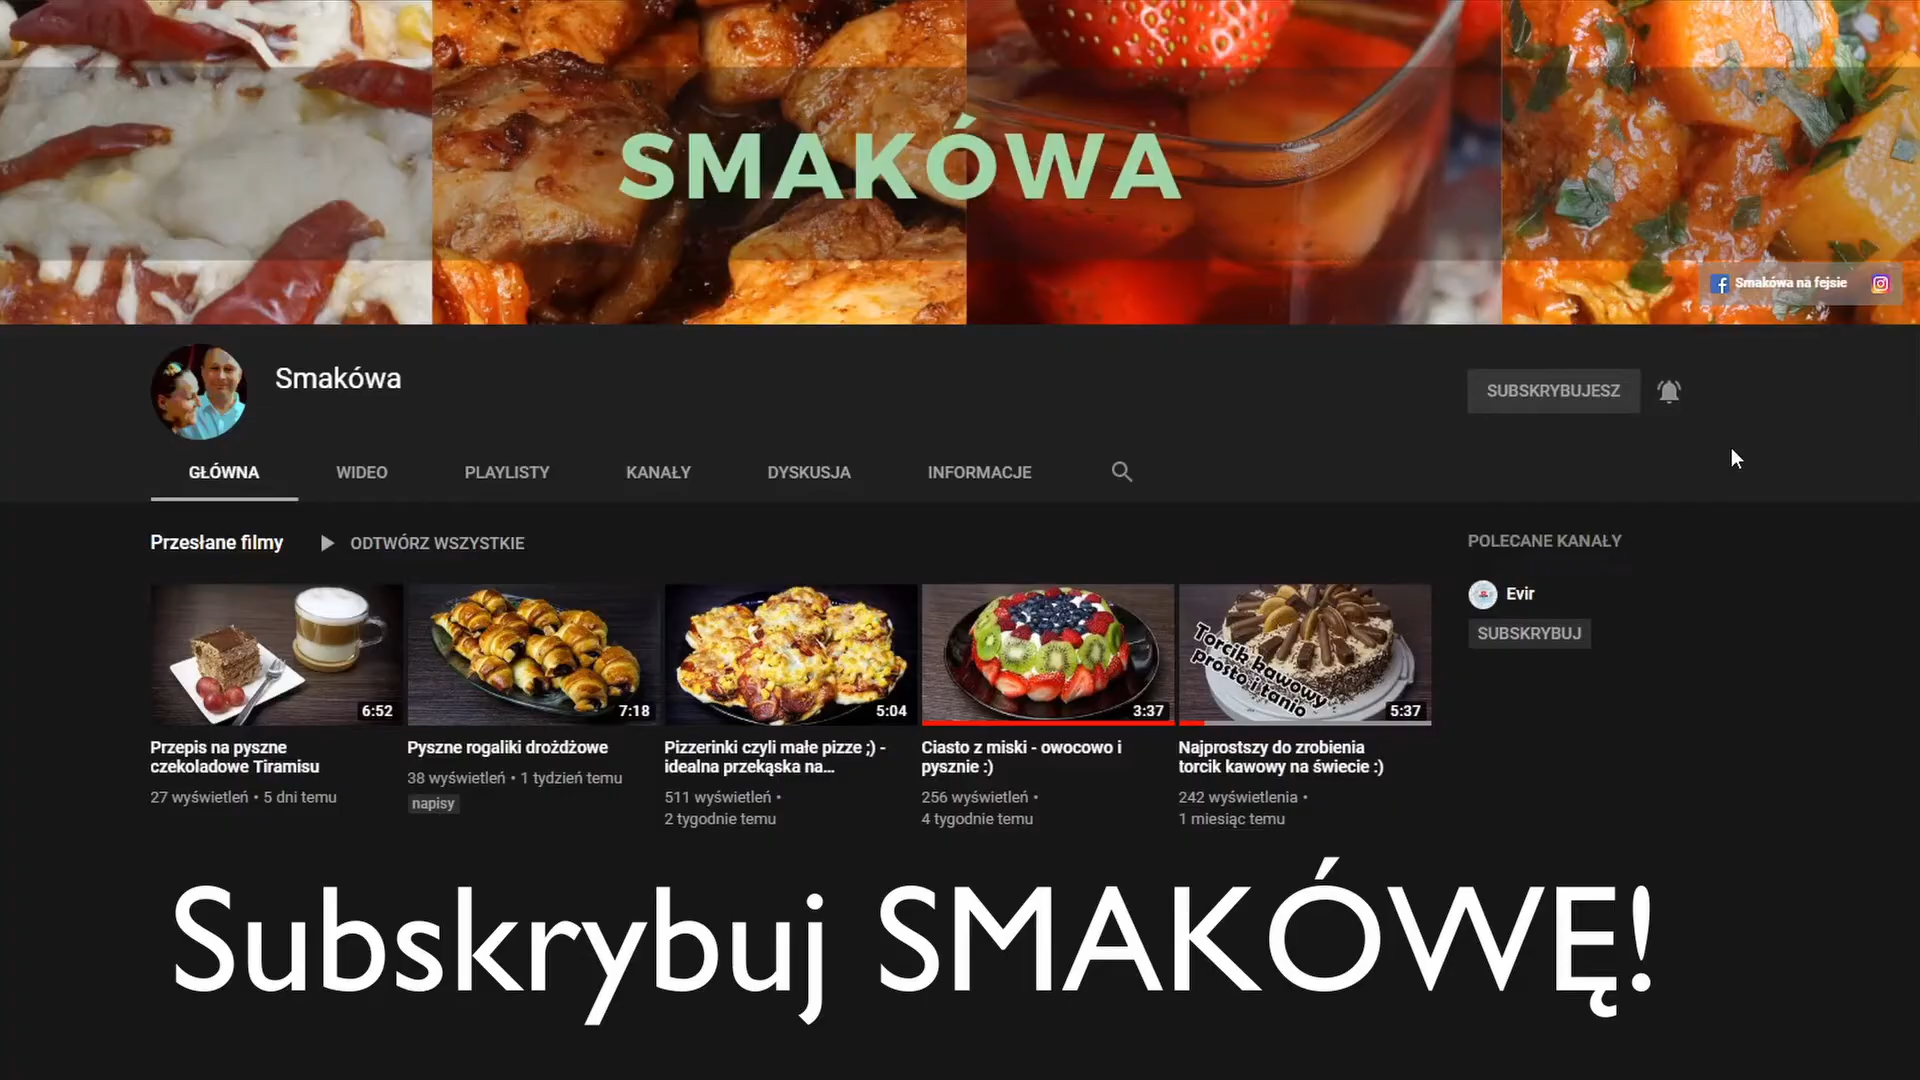 SMAKÓWA
Smakówa na fejsie
Smakówa
SUBSKRYBUJESZ
GŁÓWNA WIDEO PLAYLISTY KANAŁY DYSKUSJA INFORMACJE
Przesłane filmy ODTWÓRZ WSZYSTKIE
POLECANE KANAŁY
Evir
SUBSKRYBUJ
6:52
Przepis na pyszne
czekoladowe Tiramisu
27 wyświetleń • 5 dni temu
7:18
Pyszne rogaliki drożdżowe
38 wyświetleń • 1 tydzień temu
napisy
5:04
Pizzerinki czyli małe pizze ;) -
idealna przekąska na...
511 wyświetleń •
2 tygodnie temu
3:37
Ciasto z miski - owocowo i
pysznie :)
256 wyświetleń •
4 tygodnie temu
Torcik kawowy
prosto i tanio
5:37
Najprostszy do zrobienia
torcik kawowy na świecie :)
242 wyświetlenia •
1 miesiąc temu
Subskrybuj SMAKÓWĘ!